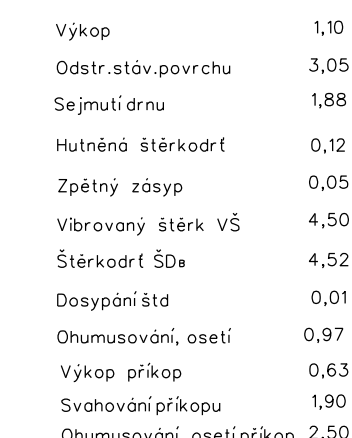 Výkop 1,10
Odstr.stáv.povrchu 3,05
Sejmutí drnu 1,88
Hutněná štěrkodrť 0,12
Zpětný zásyp 0,05
Vibrovaný štěrk VŠ 4,50
Štěrkodrť ŠDB 4,52
Dosypání štd 0,01
Ohumusování, osetí 0,97
Výkop příkop 0,63
Svahování příkopu 1,90
Ohumusování, osetí příkop 2,50